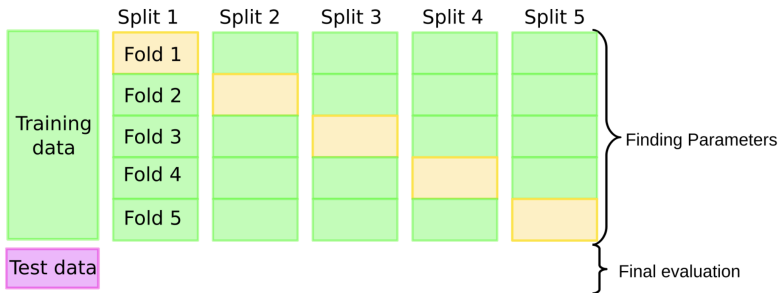 Split 1 Split 2 Split 3 Split 4 Split 5
Fold 1
Fold 2
Training
data
Fold 3
Finding Parameters
Fold 4
Fold 5
Test data
Final evaluation